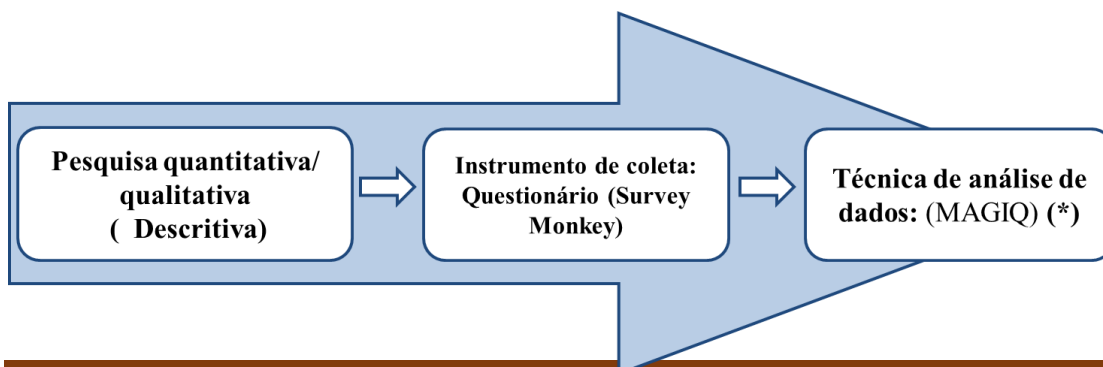 Pesquisa quantitativa/
qualitativa
( Descritiva)
Instrumento de coleta:
Questionário (Survey
Monkey)
Técnica de análise de
dados: (MAGIQ) (*)